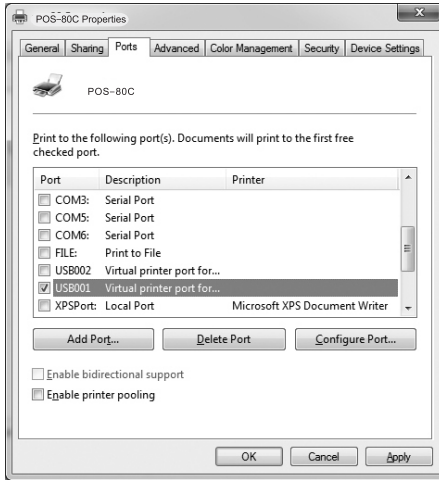 POS-80C Properties
General Sharing Ports Advanced Color Management Security Device Settings
POS-80C
Print to the following port(s). Documents will print to the first free
checked port.
Port Description Printer
COM3: Serial Port
COM5: Serial Port
COM6: Serial Port
FILE: Print to File
USB002 Virtual printer port for...
USB001 Virtual printer port for...
XPSPort: Local Port Microsoft XPS Document Writer
Add Port... Delete Port Configure Port...
Enable bidirectional support
Enable printer pooling
OK Cancel Apply